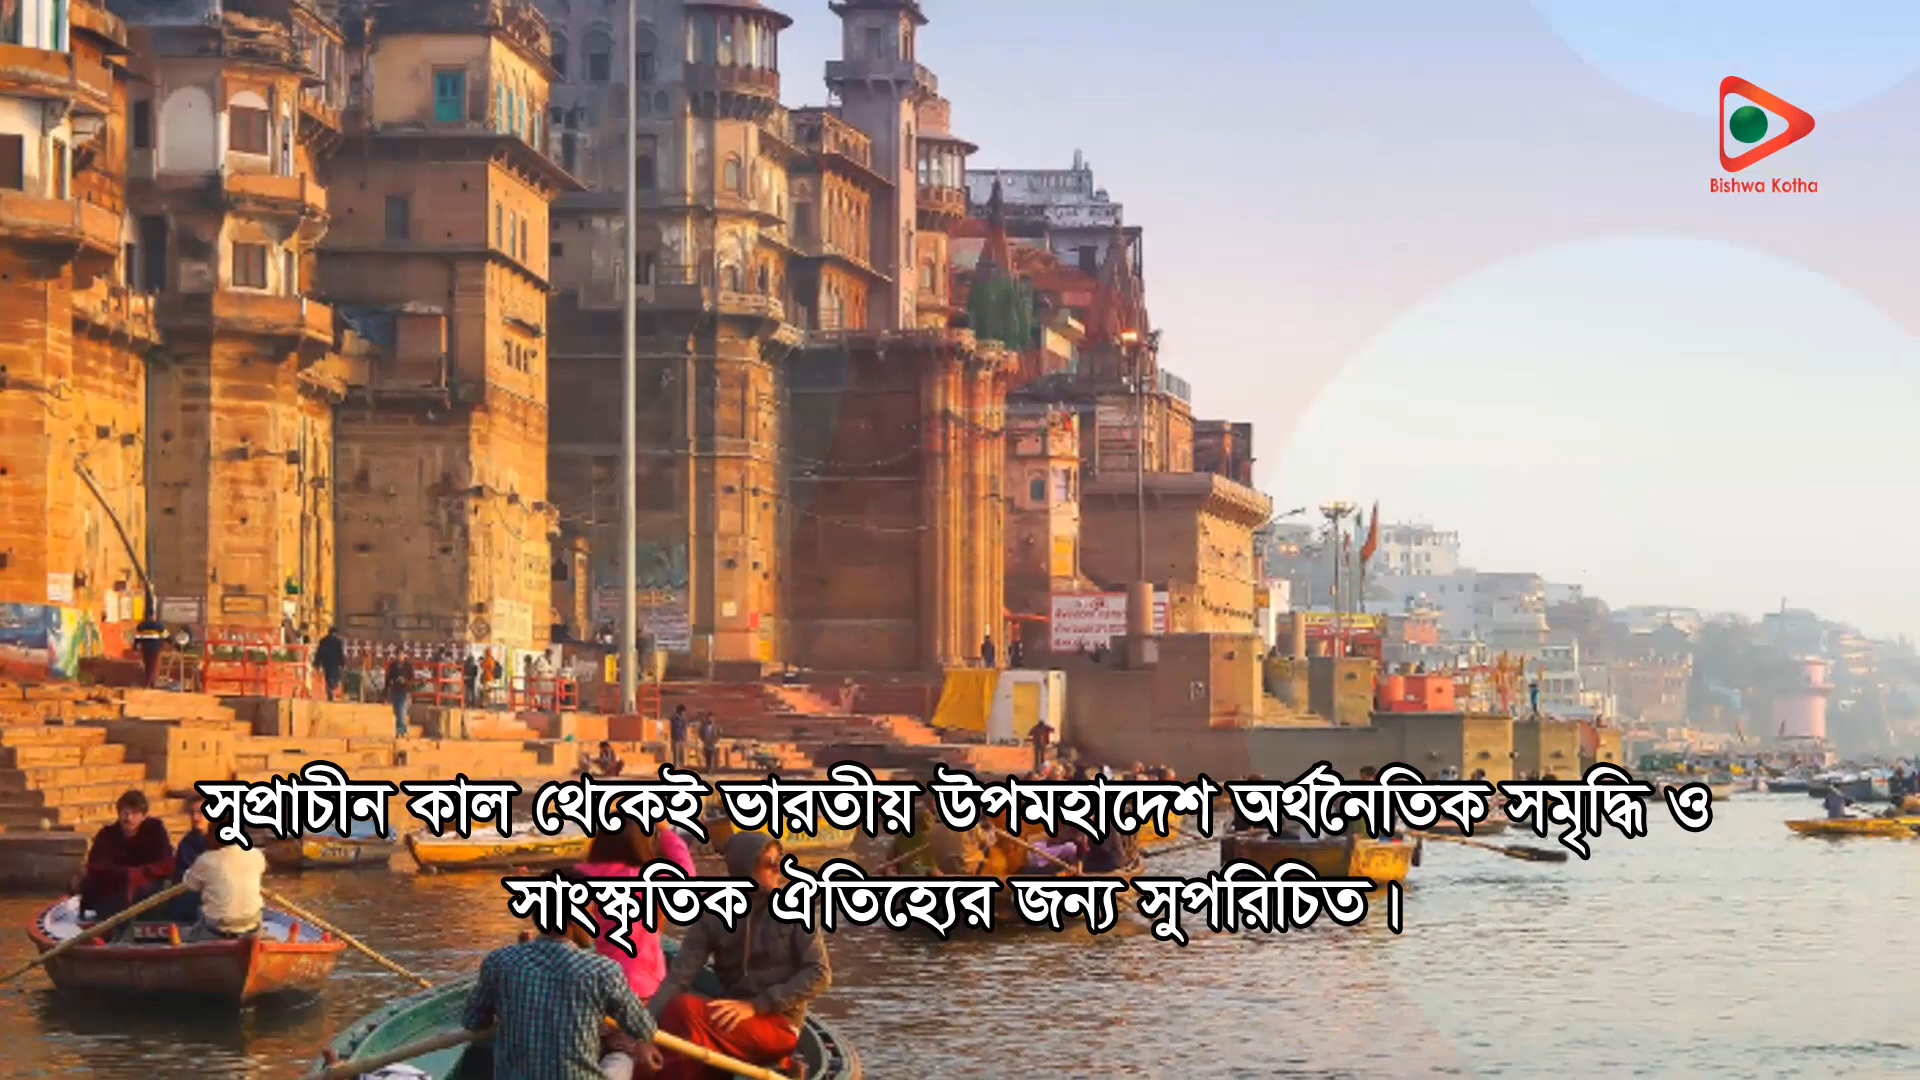 Bishwa Kotha
সুপ্রাচীন কাল থেকেই ভারতীয় উপমহাদেশ অর্থনৈতিক সমৃদ্ধি ও
সাংস্কৃতিক ঐতিহ্যের জন্য সুপরিচিত।